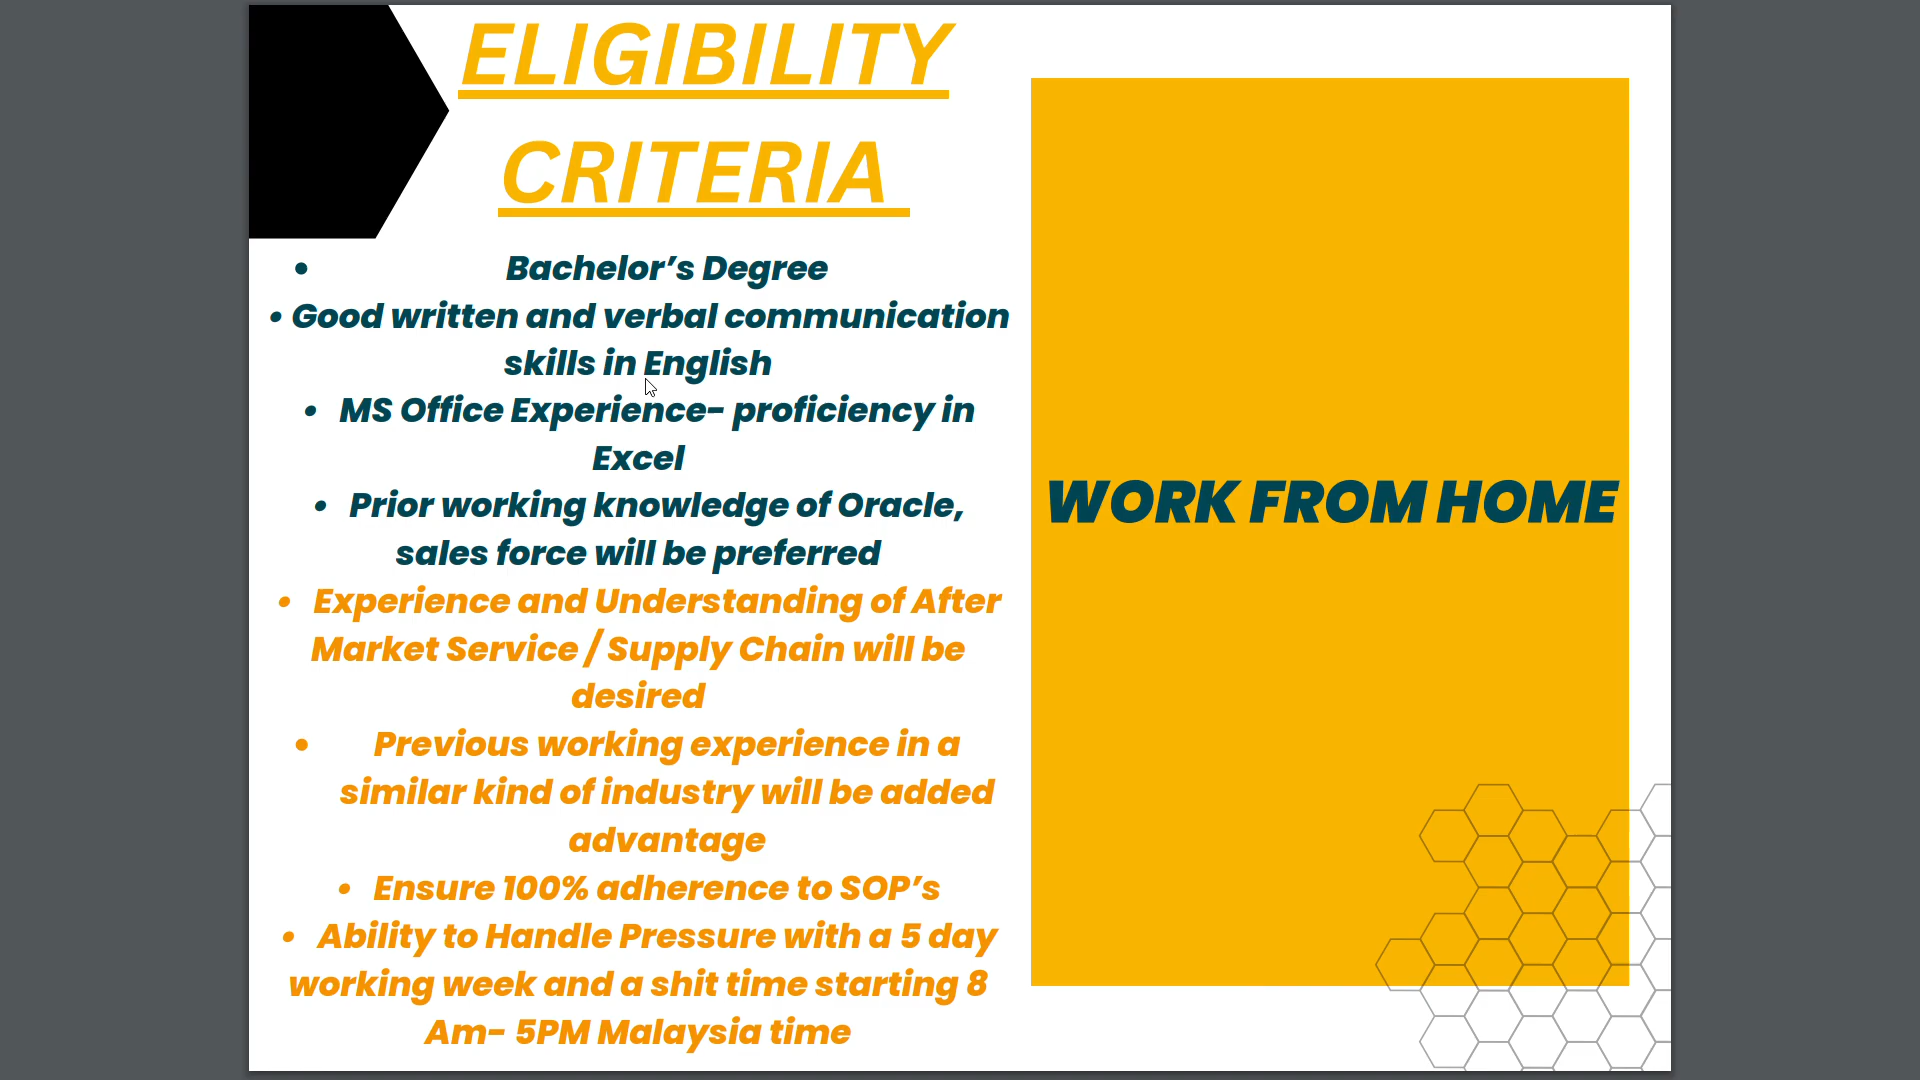 ELIGIBILITY
CRITERIA
• Bachelor’s Degree
• Good written and verbal communication
skills in English
• MS Office Experience- proficiency in
Excel
• Prior working knowledge of Oracle,
sales force will be preferred
• Experience and Understanding of After
Market Service / Supply Chain will be
desired
• Previous working experience in a
similar kind of industry will be added
advantage
• Ensure 100% adherence to SOP’s
• Ability to Handle Pressure with a 5 day
working week and a shit time starting 8
Am- 5PM Malaysia time
WORK FROM HOME